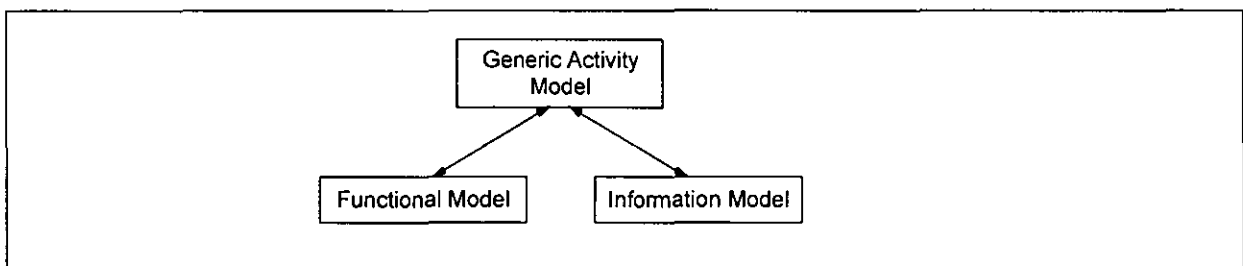 Generic Activity
Model
Functional Model
Information Model